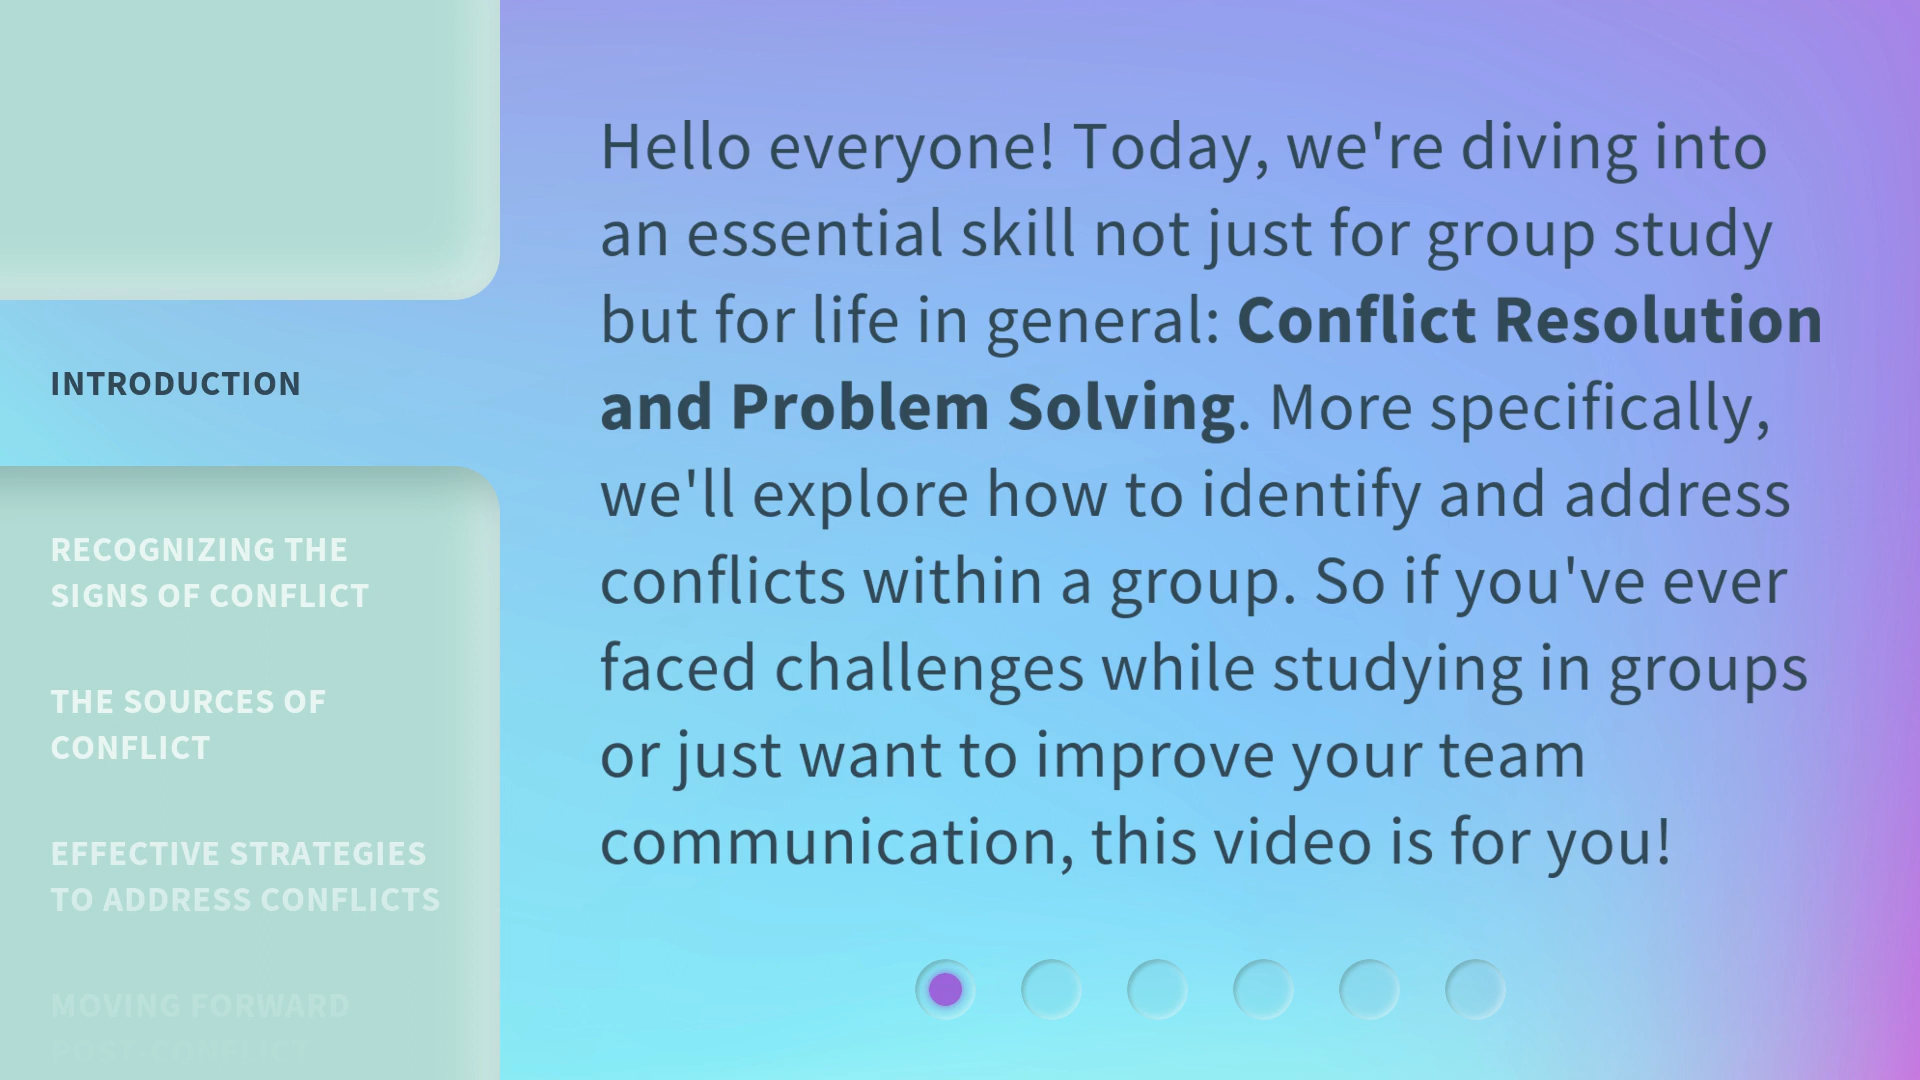 INTRODUCTION
RECOGNIZING THE
SIGNS OF CONFLICT
THE SOURCES OF
CONFLICT
EFFECTIVE STRATEGIES
TO ADDRESS CONFLICTS
MOVING FORWARD
POST-CONFLICT
Hello everyone! Today, we're diving into
an essential skill not just for group study
but for life in general: Conflict Resolution
and Problem Solving. More specifically,
we'll explore how to identify and address
conflicts within a group. So if you've ever
faced challenges while studying in groups
or just want to improve your team
communication, this video is for you!